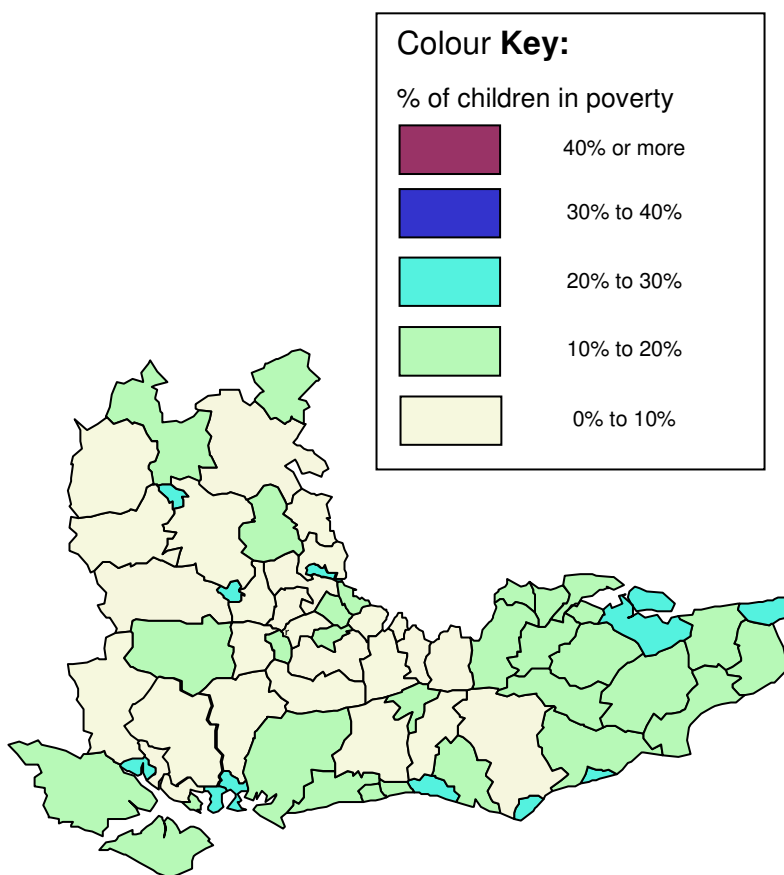 Colour Key:
% of children in poverty
40% or more
30% to 40%
20% to 30%
10% to 20%
0% to 10%